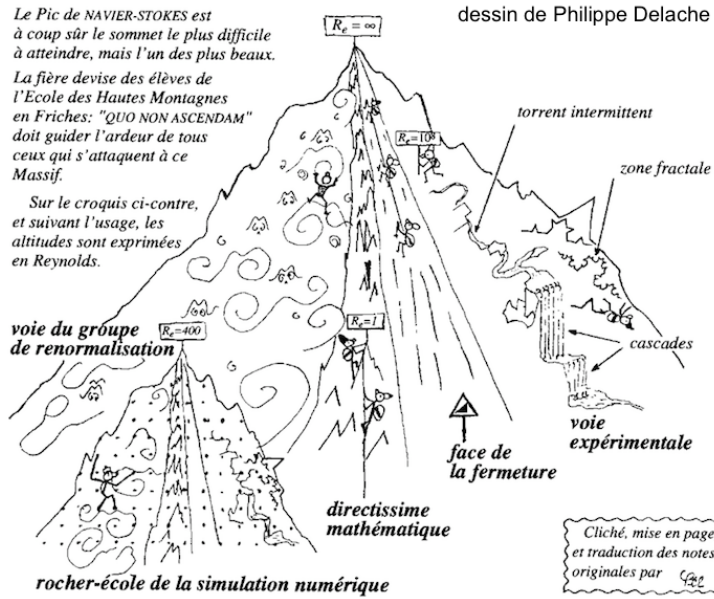 dessin de Philippe Delache
Le Pic de NAVIER-STOKES est
à coup sûr le sommet le plus difficile
à atteindre, mais l'un des plus beaux.
La fière devise des élèves de
l'Ecole des Hautes Montagnes
en Friches: "QUO NON ASCENDAM"
doit guider l'ardeur de tous
ceux qui s'attaquent à ce
Massif.
Sur le croquis ci-contre,
et suivant l'usage, les
altitudes sont exprimées
en Reynolds.
Re = ∞
torrent intermittent
zone fractale
voie du groupe
de renormalisation
Re=400
Re=1
cascades
voie
expérimentale
face de
la fermeture
directissime
mathématique
rocher-école de la simulation numérique
Cliché, mise en page
et traduction des notes
originales par